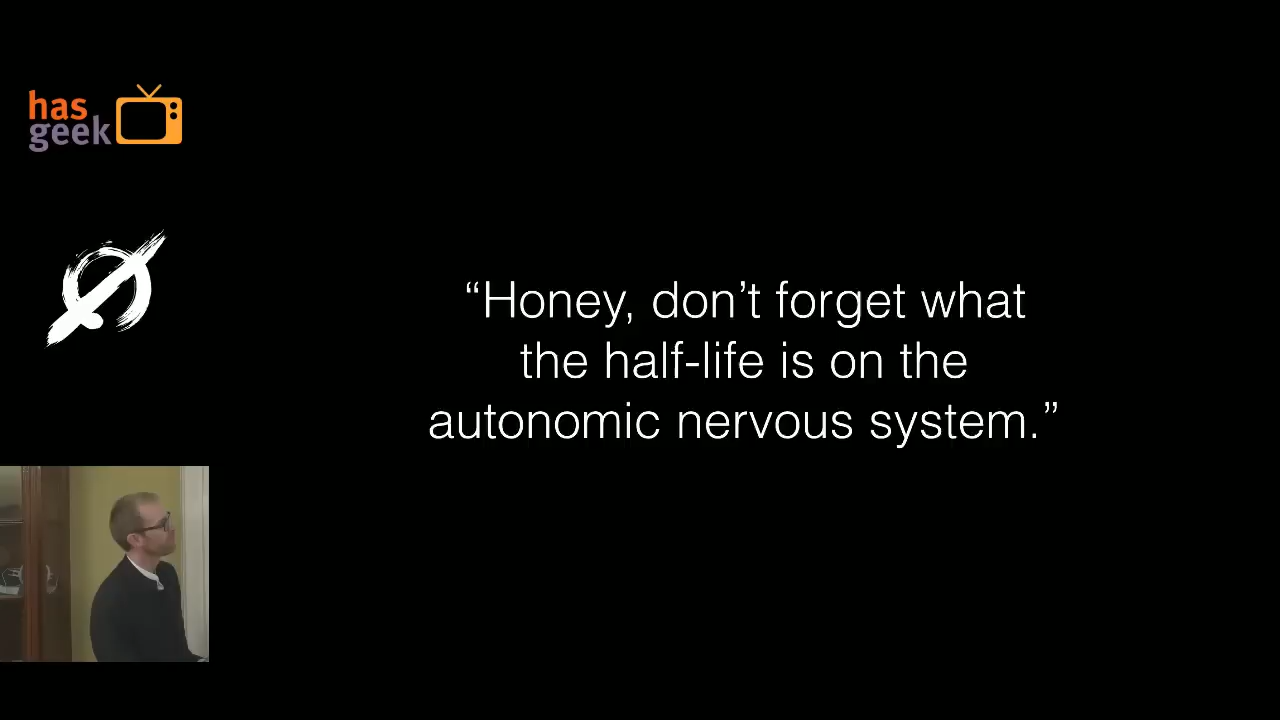 has
geek
“Honey, don’t forget what
the half-life is on the
autonomic nervous system.”